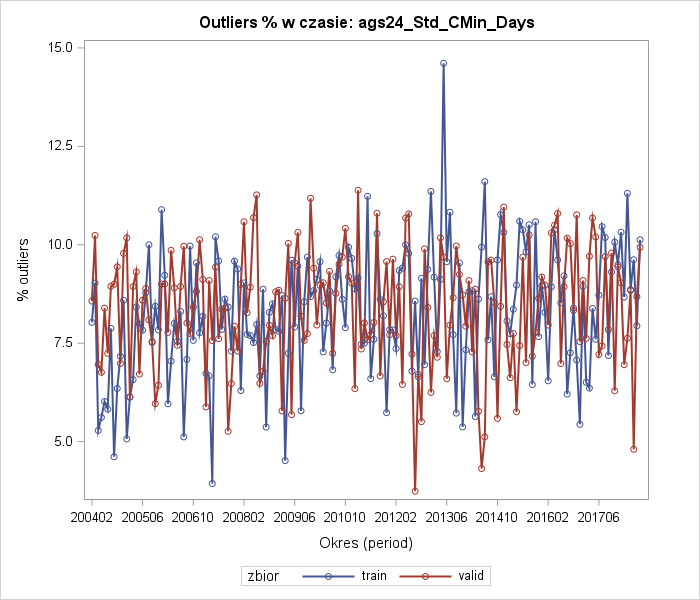 Outliers % w czasie: ags24_Std_CMin_Days
% outliers
15.0
12.5
10.0
7.5
5.0
200402 200506 200610 200802 200906 201010 201202 201306 201410 201602 201706
Okres (period)
zbior train valid